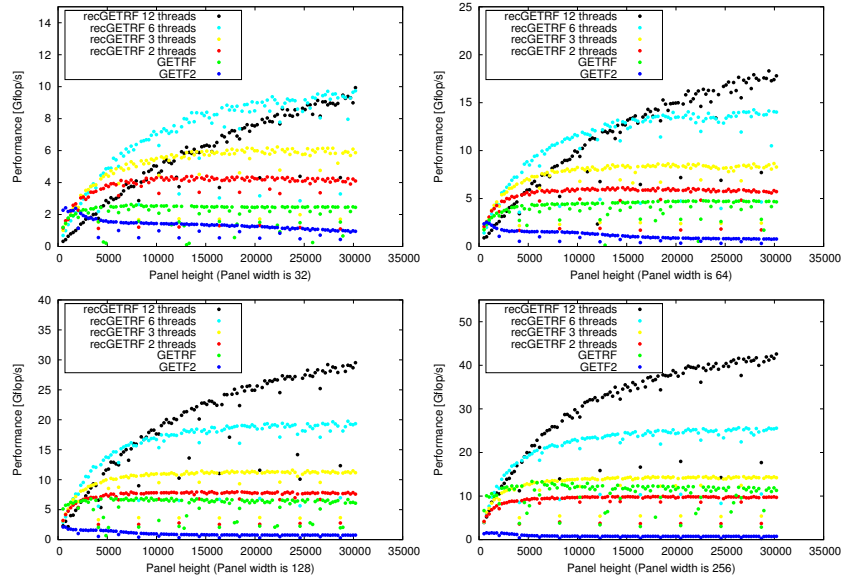 14
12
10
8
6
4
2
0
0 5000 10000 15000 20000 25000 30000 35000
Performance [Gflop/s]
Panel height (Panel width is 32)
recGETRF 12 threads
recGETRF 6 threads
recGETRF 3 threads
recGETRF 2 threads
GETRF
GETF2
25
20
15
10
5
0
0 5000 10000 15000 20000 25000 30000 35000
Performance [Gflop/s]
Panel height (Panel width is 64)
recGETRF 12 threads
recGETRF 6 threads
recGETRF 3 threads
recGETRF 2 threads
GETRF
GETF2
40
35
30
25
20
15
10
5
0
0 5000 10000 15000 20000 25000 30000 35000
Performance [Gflop/s]
Panel height (Panel width is 128)
recGETRF 12 threads
recGETRF 6 threads
recGETRF 3 threads
recGETRF 2 threads
GETRF
GETF2
50
40
30
20
10
0
0 5000 10000 15000 20000 25000 30000 35000
Performance [Gflop/s]
Panel height (Panel width is 256)
recGETRF 12 threads
recGETRF 6 threads
recGETRF 3 threads
recGETRF 2 threads
GETRF
GETF2